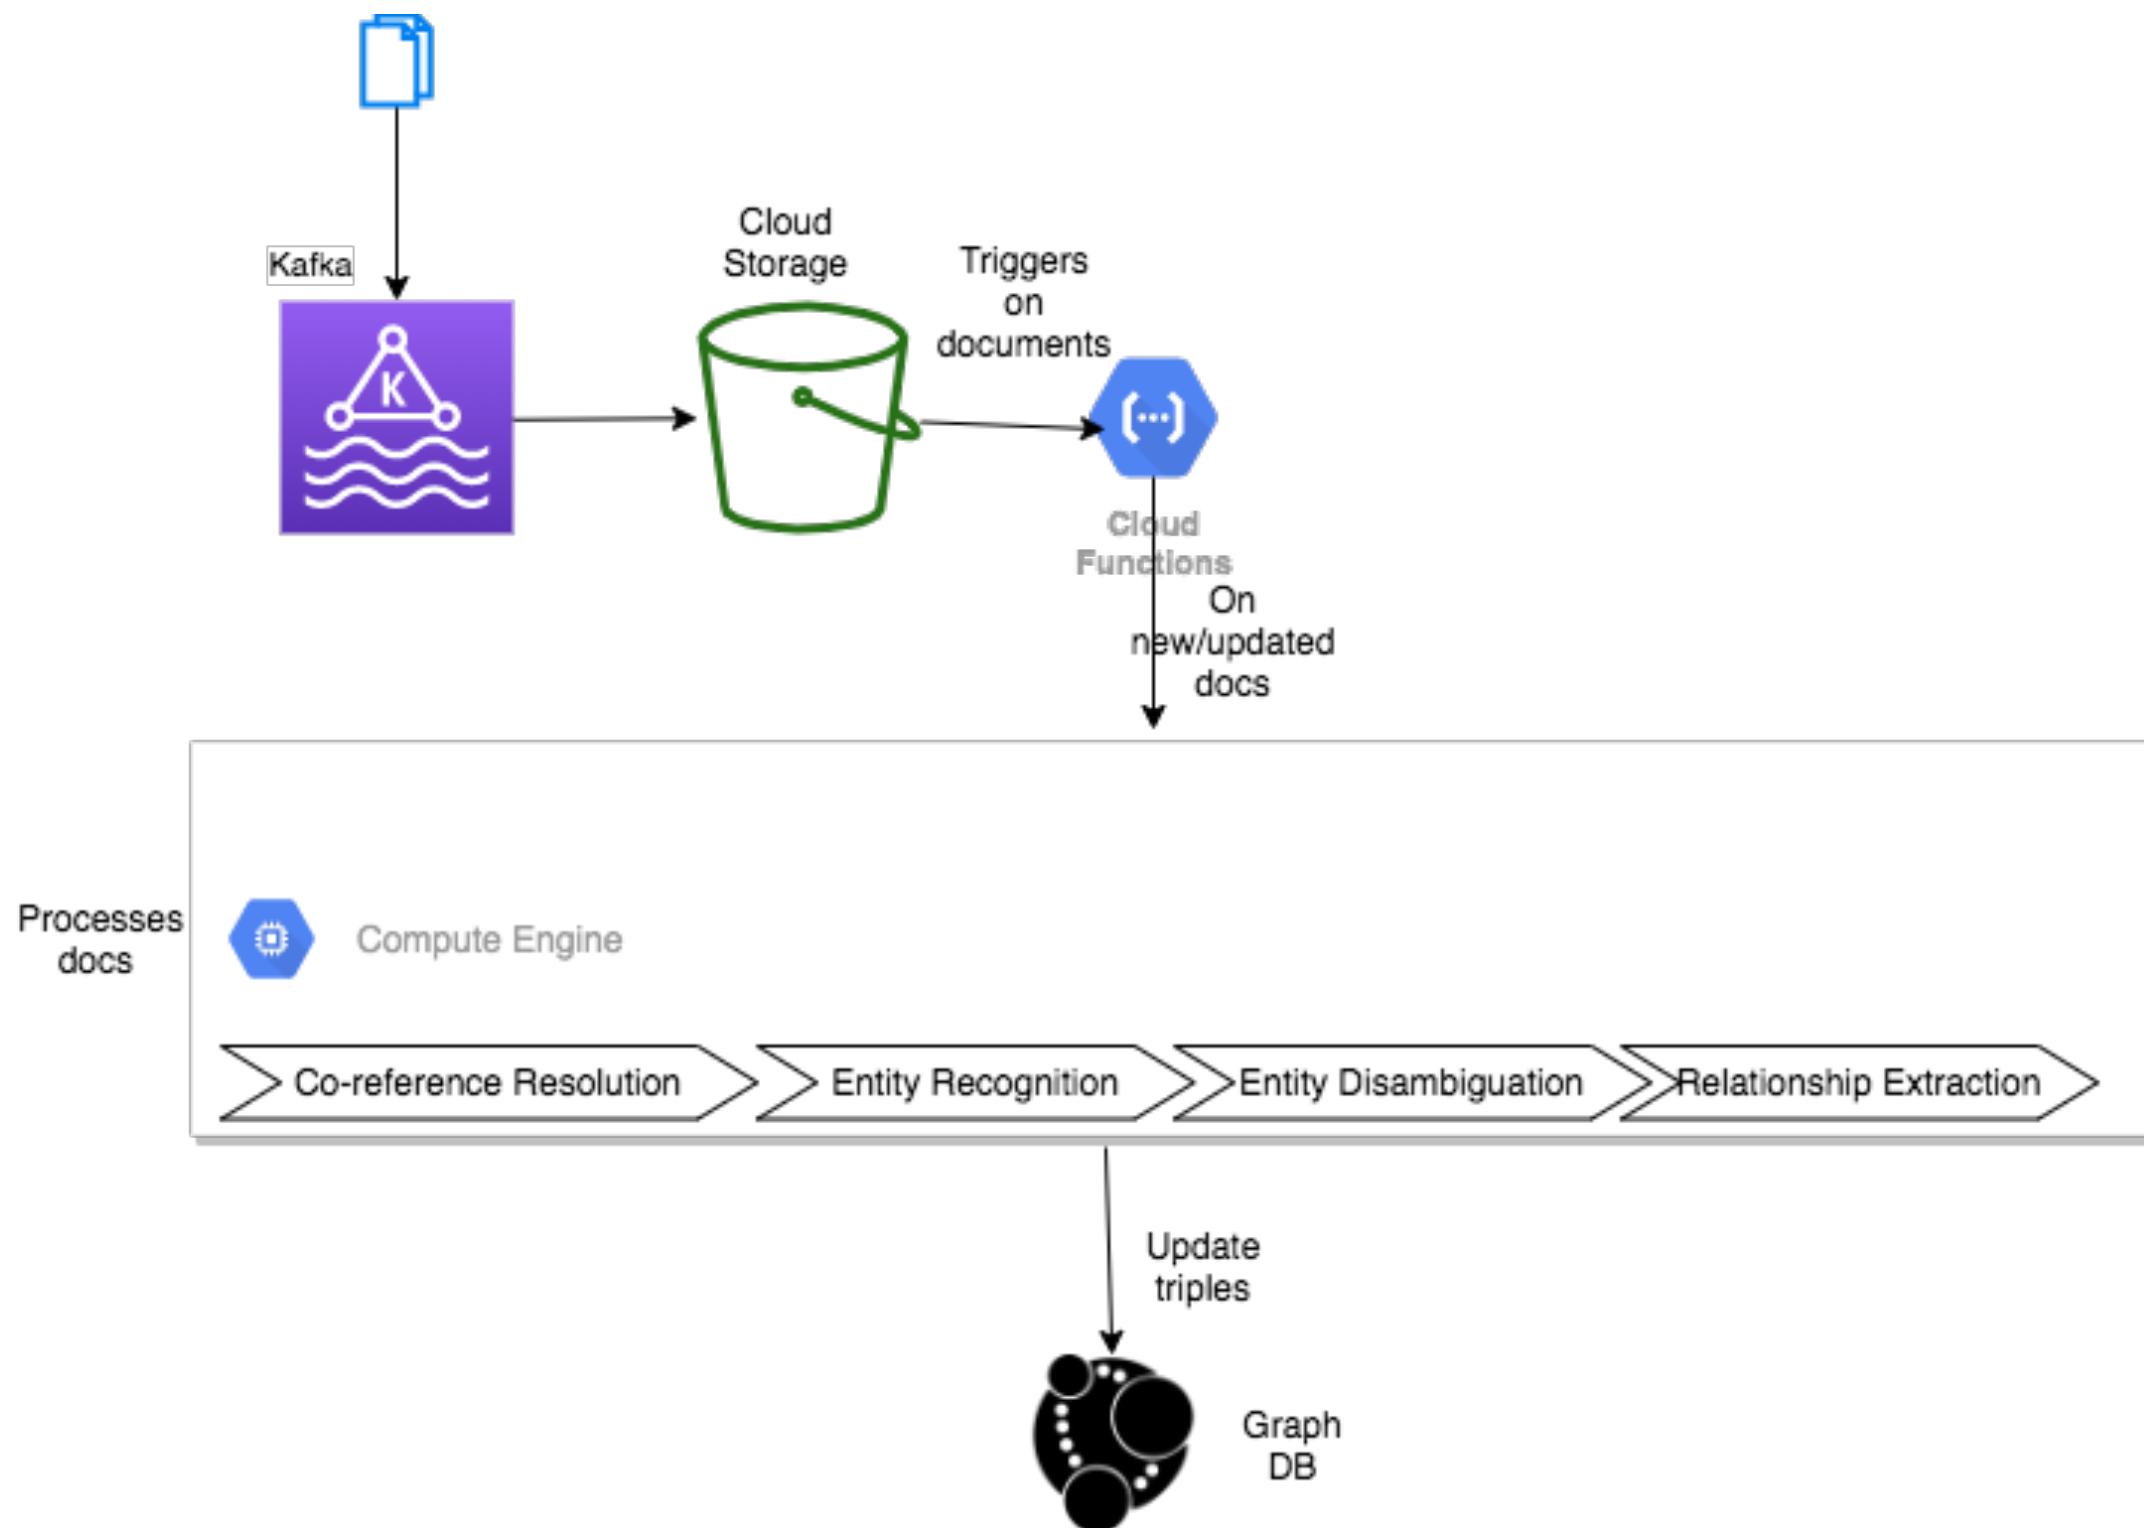 Kafka
K
Cloud
Storage
Triggers
on
documents
Cloud
Functions
On
new/updated
docs
Processes
docs
Compute Engine
Co-reference Resolution
Entity Recognition
Entity Disambiguation
Relationship Extraction
Update
triples
Graph
DB